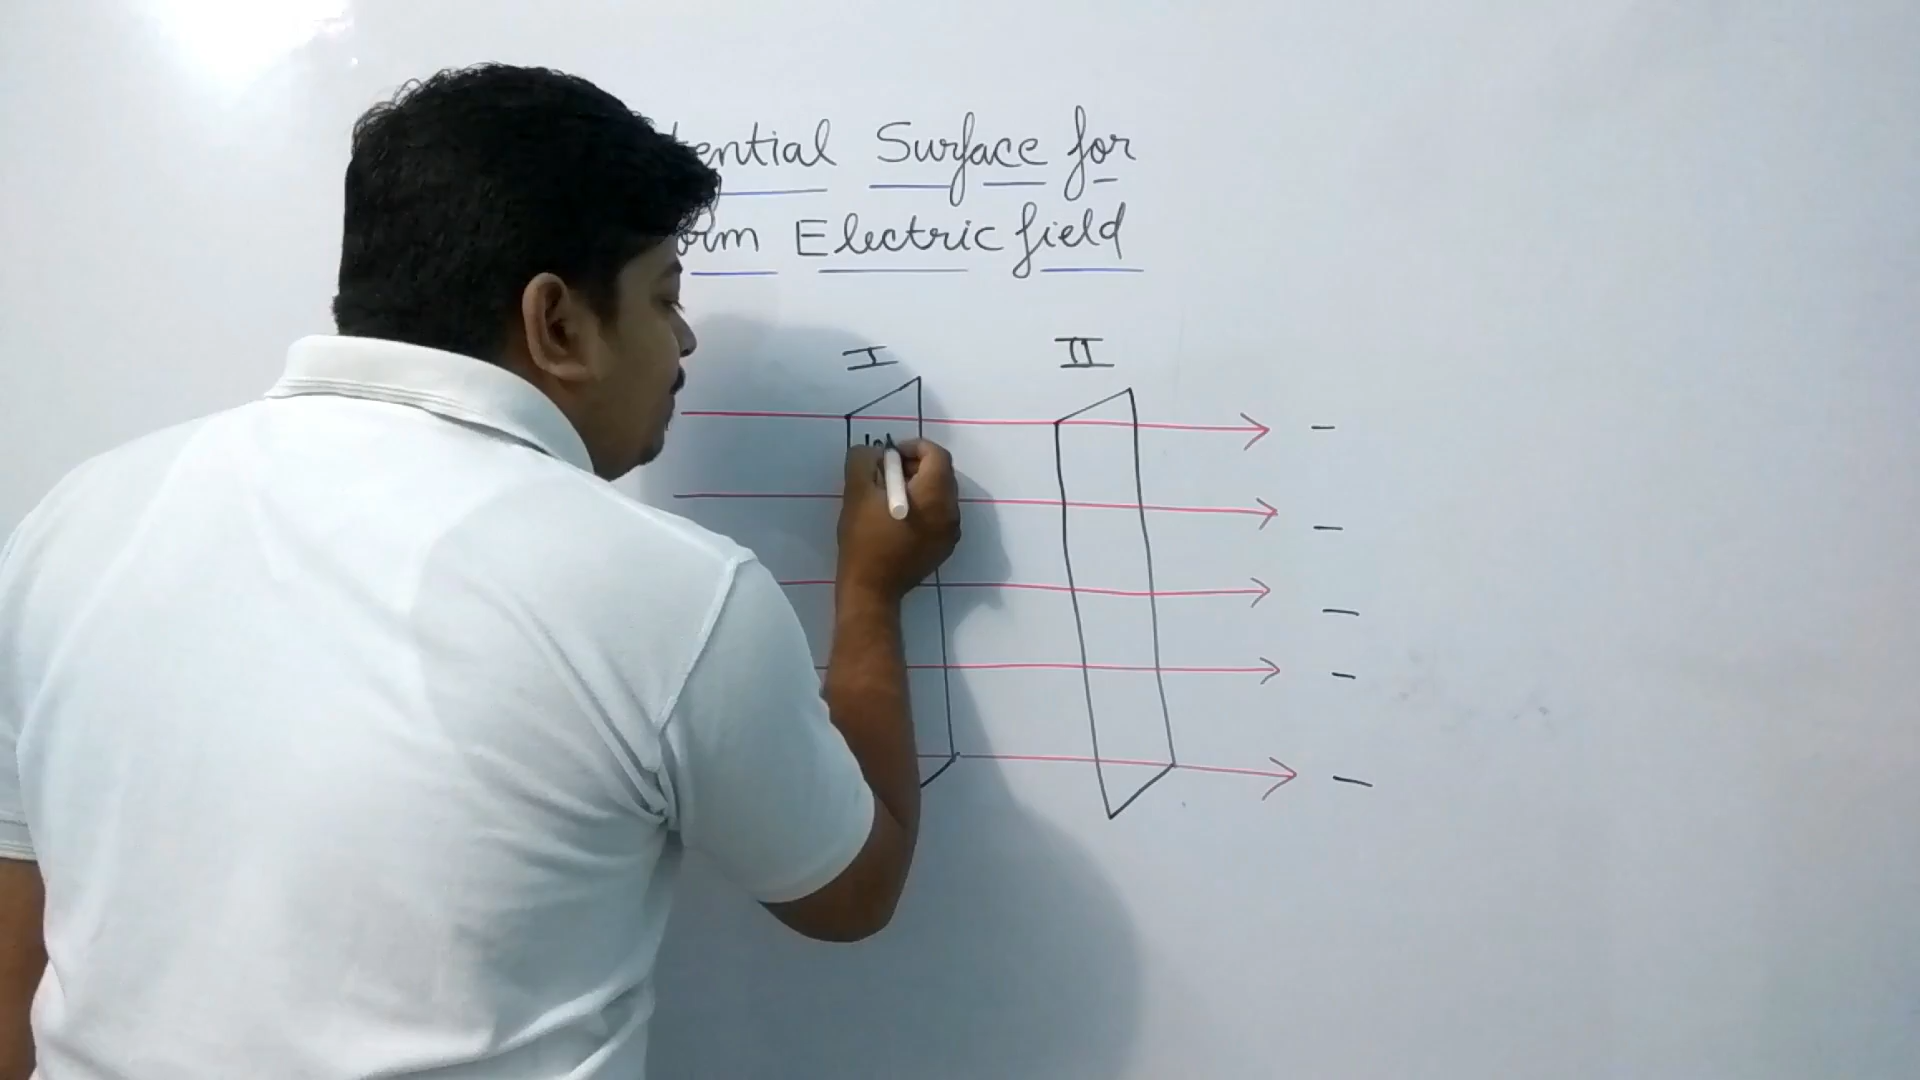 tential Surface for
orm Electric field
I II